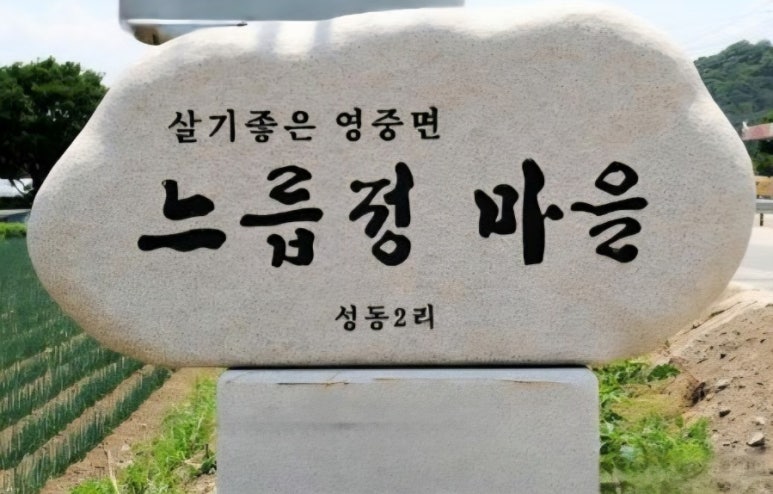 살기좋은 영중면
느릅정 마을
성동2리